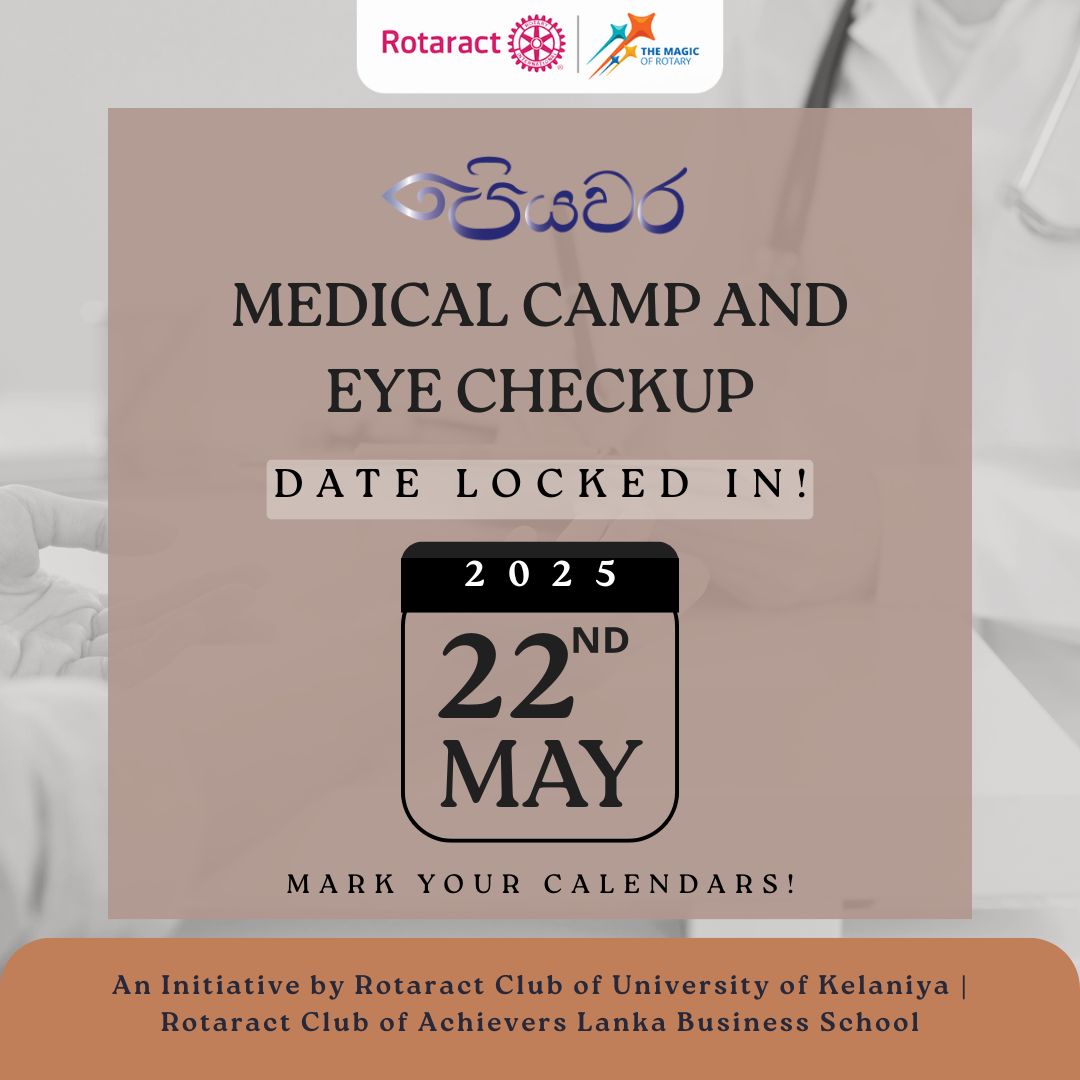 Rotaract
THE MAGIC
OF ROTARY
පියවර
MEDICAL CAMP AND
EYE CHECKUP
DATE LOCKED IN!
2025
22ND
MAY
MARK YOUR CALENDARS!
An Initiative by Rotaract Club of University of Kelaniya |
Rotaract Club of Achievers Lanka Business School